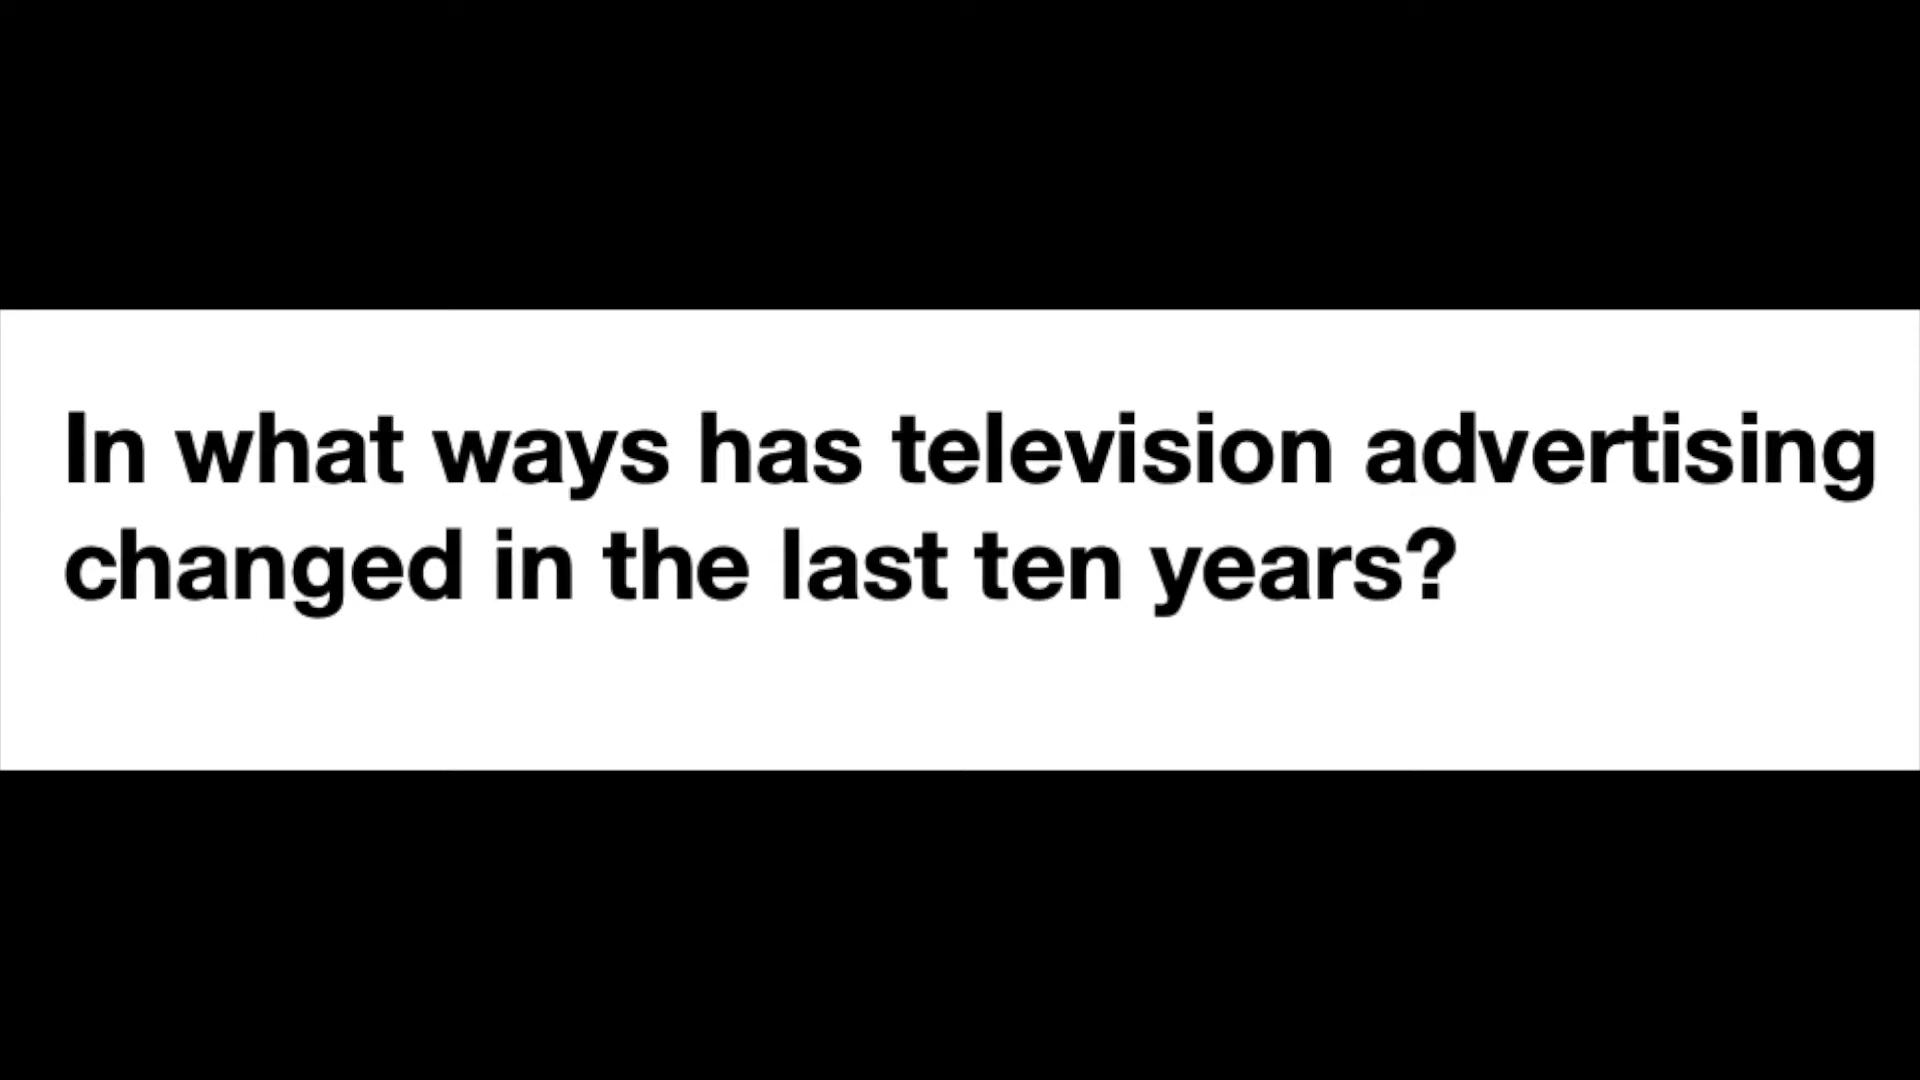 In what ways has television advertising
changed in the last ten years?